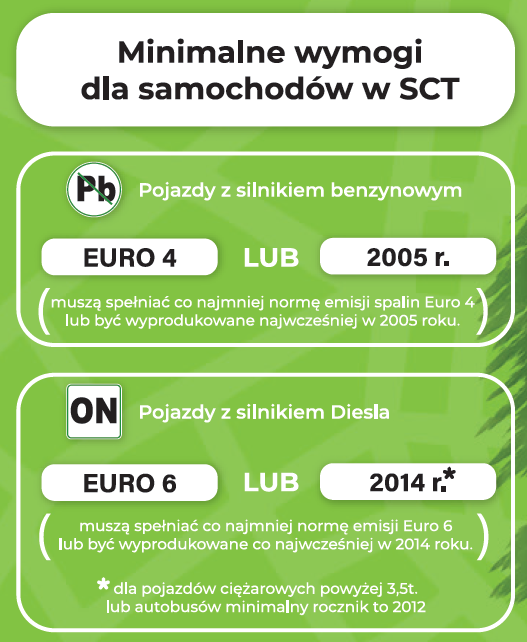 Minimalne wymogi
dla samochodów w SCT
Pb Pojazdy z silnikiem benzynowym
EURO 4 LUB 2005 r.
(muszą spełniać co najmniej normę emisji spalin Euro 4
lub być wyprodukowane najwcześniej w 2005 roku.)
ON Pojazdy z silnikiem Diesla
EURO 6 LUB 2014 r.*
(muszą spełniać co najmniej normę emisji Euro 6
lub być wyprodukowane co najwcześniej w 2014 roku.)
* dla pojazdów ciężarowych powyżej 3,5t.
lub autobusów minimalny rocznik to 2012